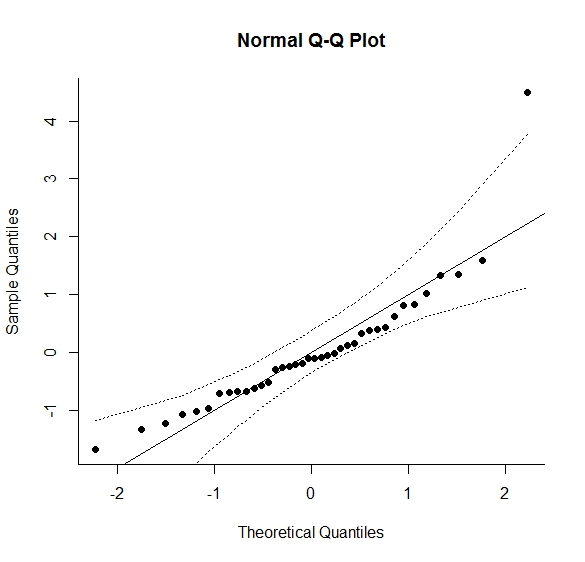 Normal Q-Q Plot
4
3
2
1
0
-1
Sample Quantiles
-2 -1 0 1 2
Theoretical Quantiles